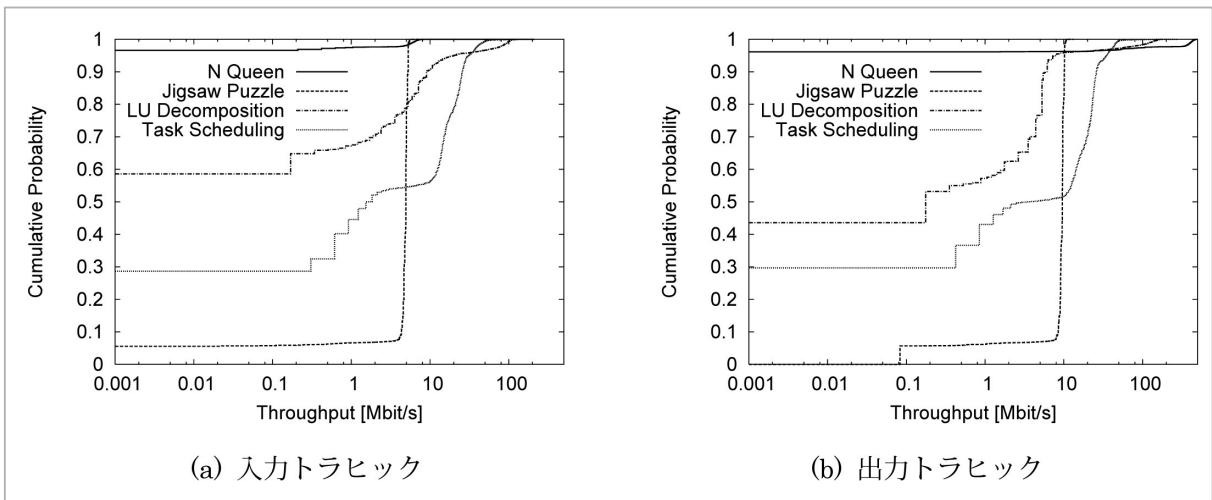 1
0.9
0.8
0.7
0.6
0.5
0.4
0.3
0.2
0.1
0
Cumulative Probability
N Queen
Jigsaw Puzzle
LU Decomposition
Task Scheduling
0.001 0.01 0.1 1 10 100
Throughput [Mbit/s]
(a) 入力トラヒック
1
0.9
0.8
0.7
0.6
0.5
0.4
0.3
0.2
0.1
0
Cumulative Probability
N Queen
Jigsaw Puzzle
LU Decomposition
Task Scheduling
0.001 0.01 0.1 1 10 100
Throughput [Mbit/s]
(b) 出力トラヒック